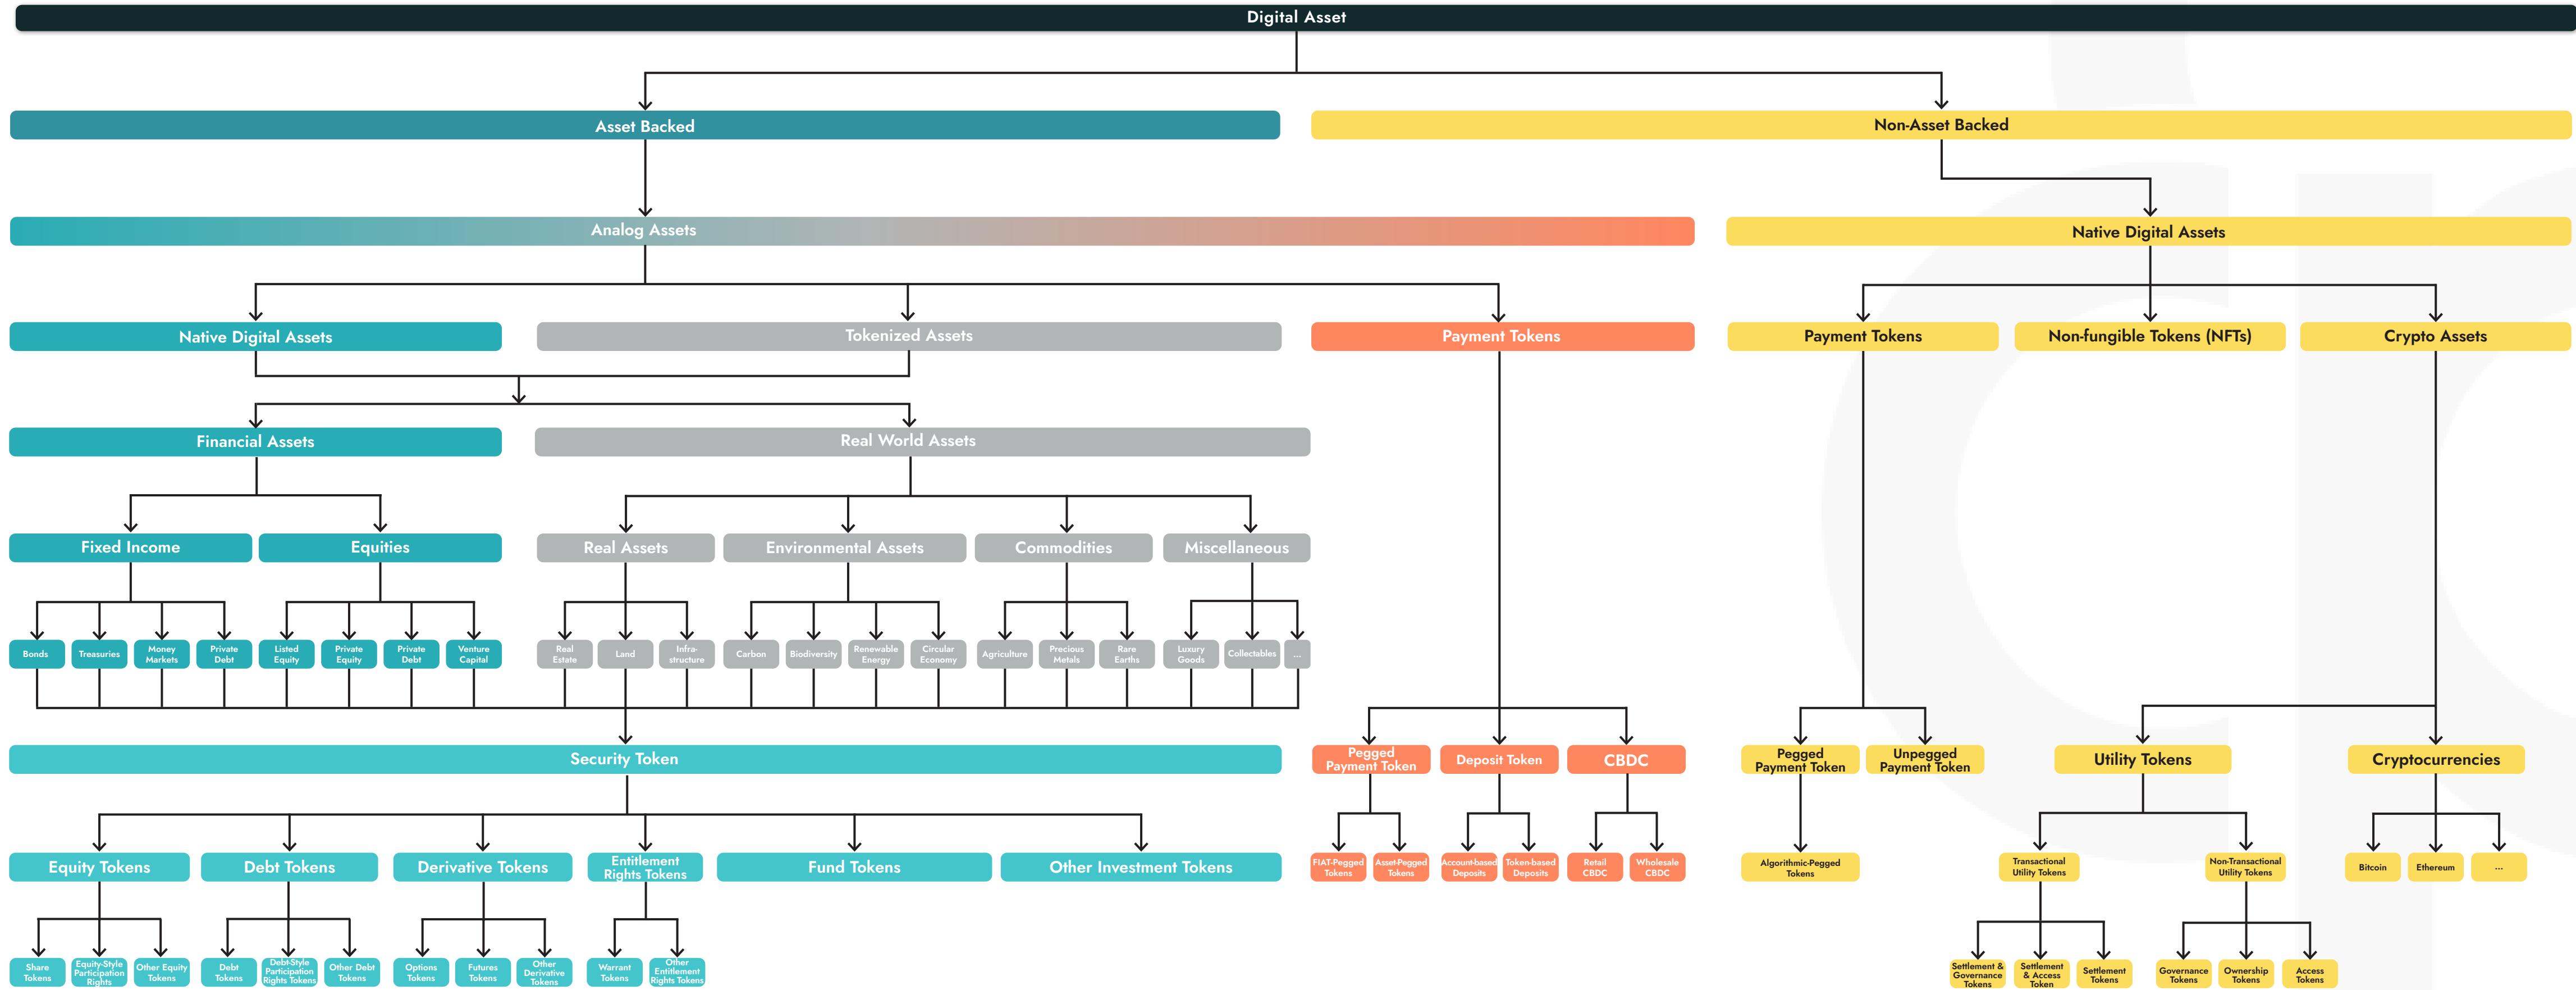 Digital Asset
Asset Backed
Non-Asset Backed
Analog Assets
Native Digital Assets
Native Digital Assets
Tokenized Assets
Payment Tokens
Payment Tokens
Non-fungible Tokens (NFTs)
Crypto Assets
Financial Assets
Real World Assets
Fixed Income
Equities
Real Assets
Environmental Assets
Commodities
Miscellaneous
Bonds
Treasuries
Money
Markets
Private
Debt
Listed
Equity
Private
Equity
Private
Debt
Venture
Capital
Real
Estate
Land
Infra-
structure
Carbon
Biodiversity
Renewable
Energy
Circular
Economy
Agriculture
Precious
Metals
Rare
Earths
Luxury
Goods
Collectables
...
Security Token
Pegged
Payment Token
Deposit Token
CBDC
Pegged
Payment Token
Unpegged
Payment Token
Utility Tokens
Cryptocurrencies
Equity Tokens
Debt Tokens
Derivative Tokens
Entitlement
Rights Tokens
Fund Tokens
Other Investment Tokens
FIAT-Pegged
Tokens
Asset-Pegged
Tokens
Account-based
Deposits
Token-based
Deposits
Retail
CBDC
Wholesale
CBDC
Algorithmic-Pegged
Tokens
Transactional
Utility Tokens
Non-Transactional
Utility Tokens
Bitcoin
Ethereum
...
Share
Tokens
Equity-Style
Participation
Rights
Other Equity
Tokens
Debt
Tokens
Debt-Style
Participation
Rights Tokens
Other Debt
Tokens
Options
Tokens
Futures
Tokens
Other
Derivative
Tokens
Warrant
Tokens
Other
Entitlement
Rights Tokens
Settlement &
Governance
Tokens
Settlement
& Access
Token
Settlement
Tokens
Governance
Tokens
Ownership
Tokens
Access
Tokens